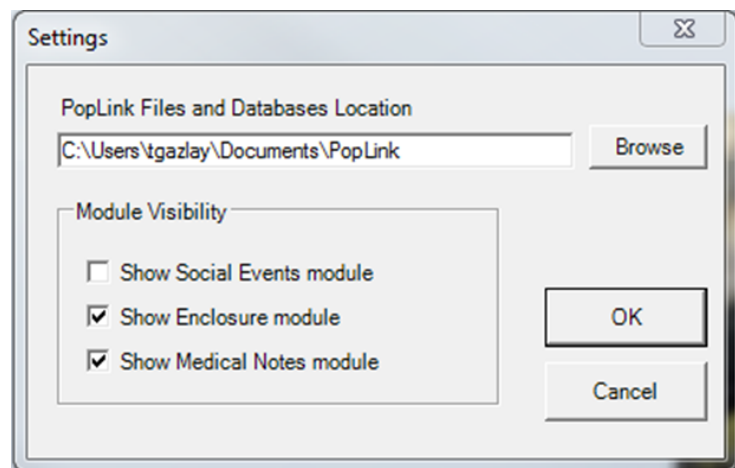 Settings
PopLink Files and Databases Location
C:\Users\tgazlay\Documents\PopLink
Browse
Module Visibility
Show Social Events module
Show Enclosure module
Show Medical Notes module
OK
Cancel